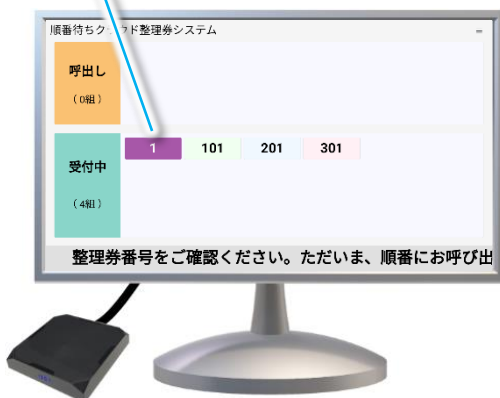 順番待ちクラウド整理券システム
呼出し
（0組）
受付中
（4組）
1 101 201 301
整理券番号をご確認ください。ただいま、順番にお呼び出